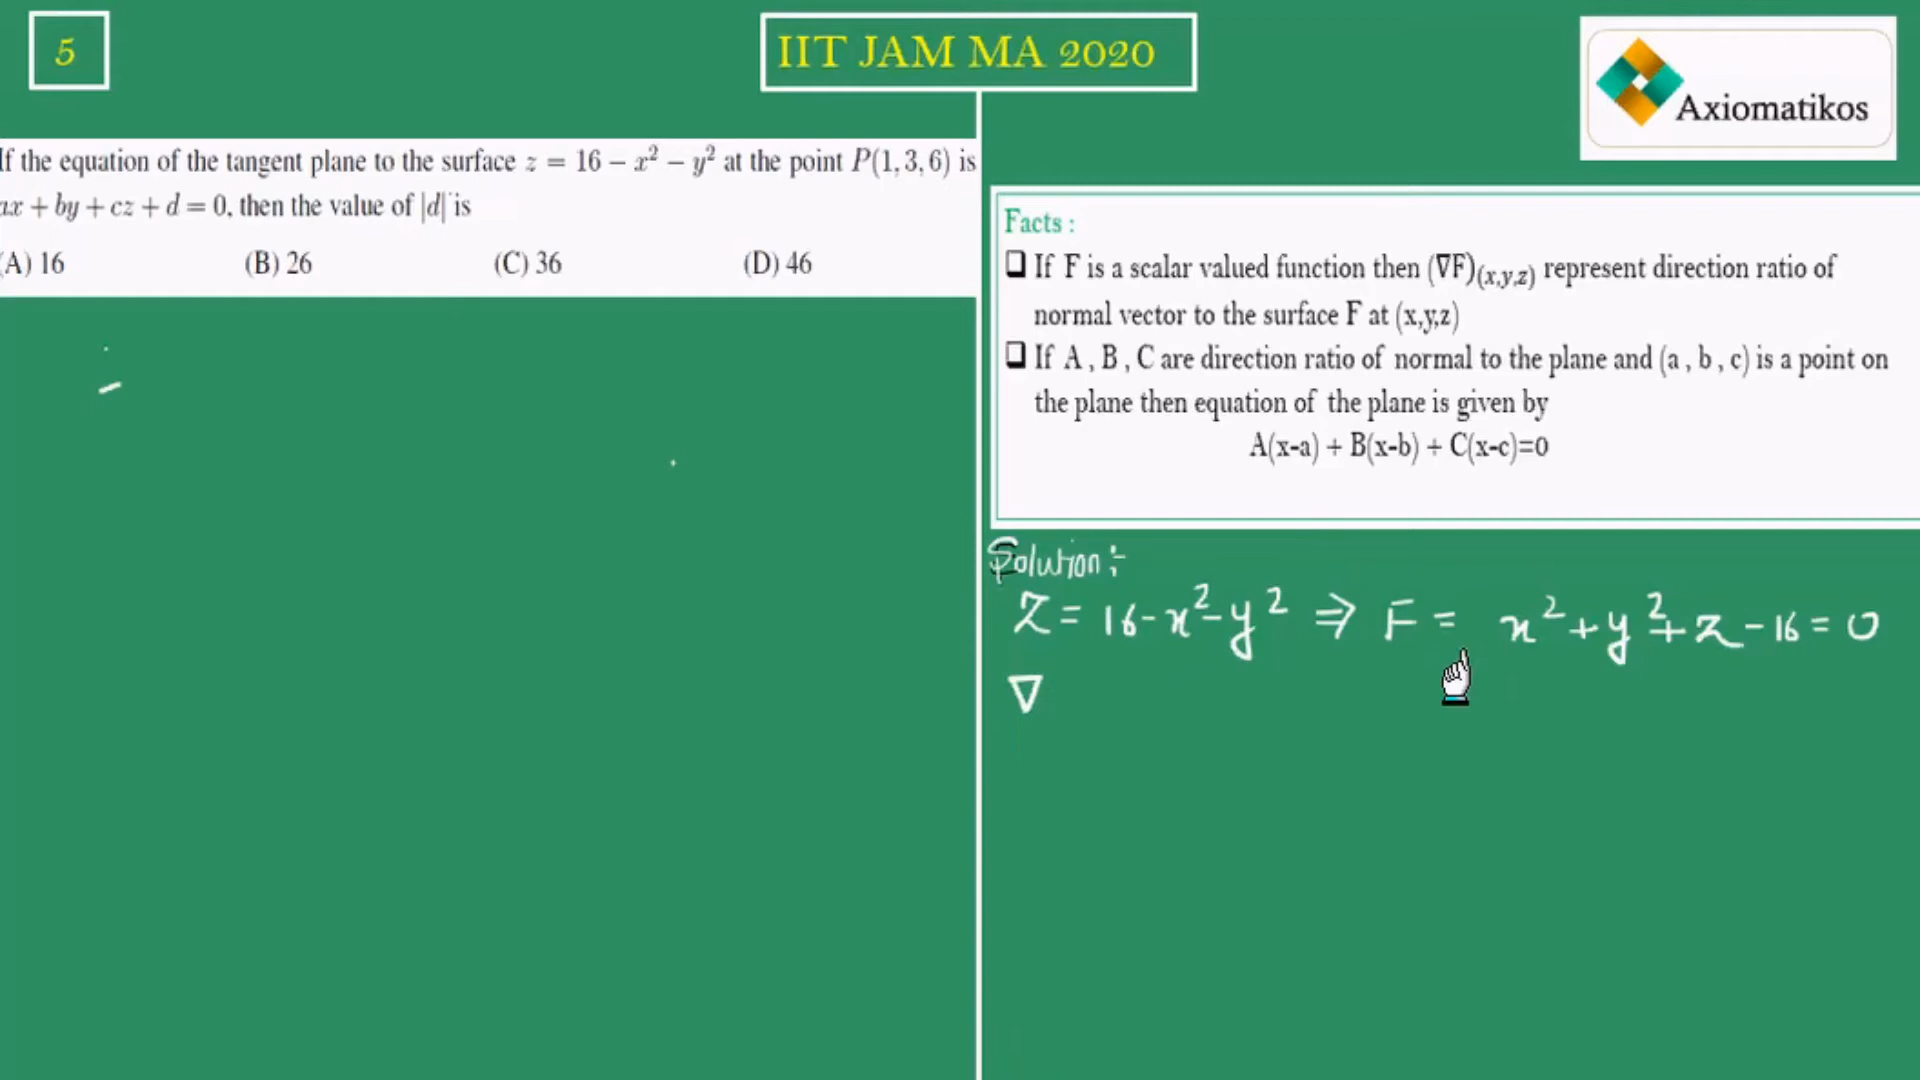 5
IIT JAM MA 2020
Axiomatikos
If the equation of the tangent plane to the surface z = 16 − x² − y² at the point P(1, 3, 6) is
ax + by + cz + d = 0, then the value of |d| is
(A) 16 (B) 26 (C) 36 (D) 46
Facts :
❑ If F is a scalar valued function then (∇F)(x,y,z) represent direction ratio of
normal vector to the surface F at (x,y,z)
❑ If A , B , C are direction ratio of normal to the plane and (a , b , c) is a point on
the plane then equation of the plane is given by
A(x-a) + B(x-b) + C(x-c)=0
Solution :-
Z = 16 - x² - y² ⇒ F = x² + y² + z - 16 = 0
∇